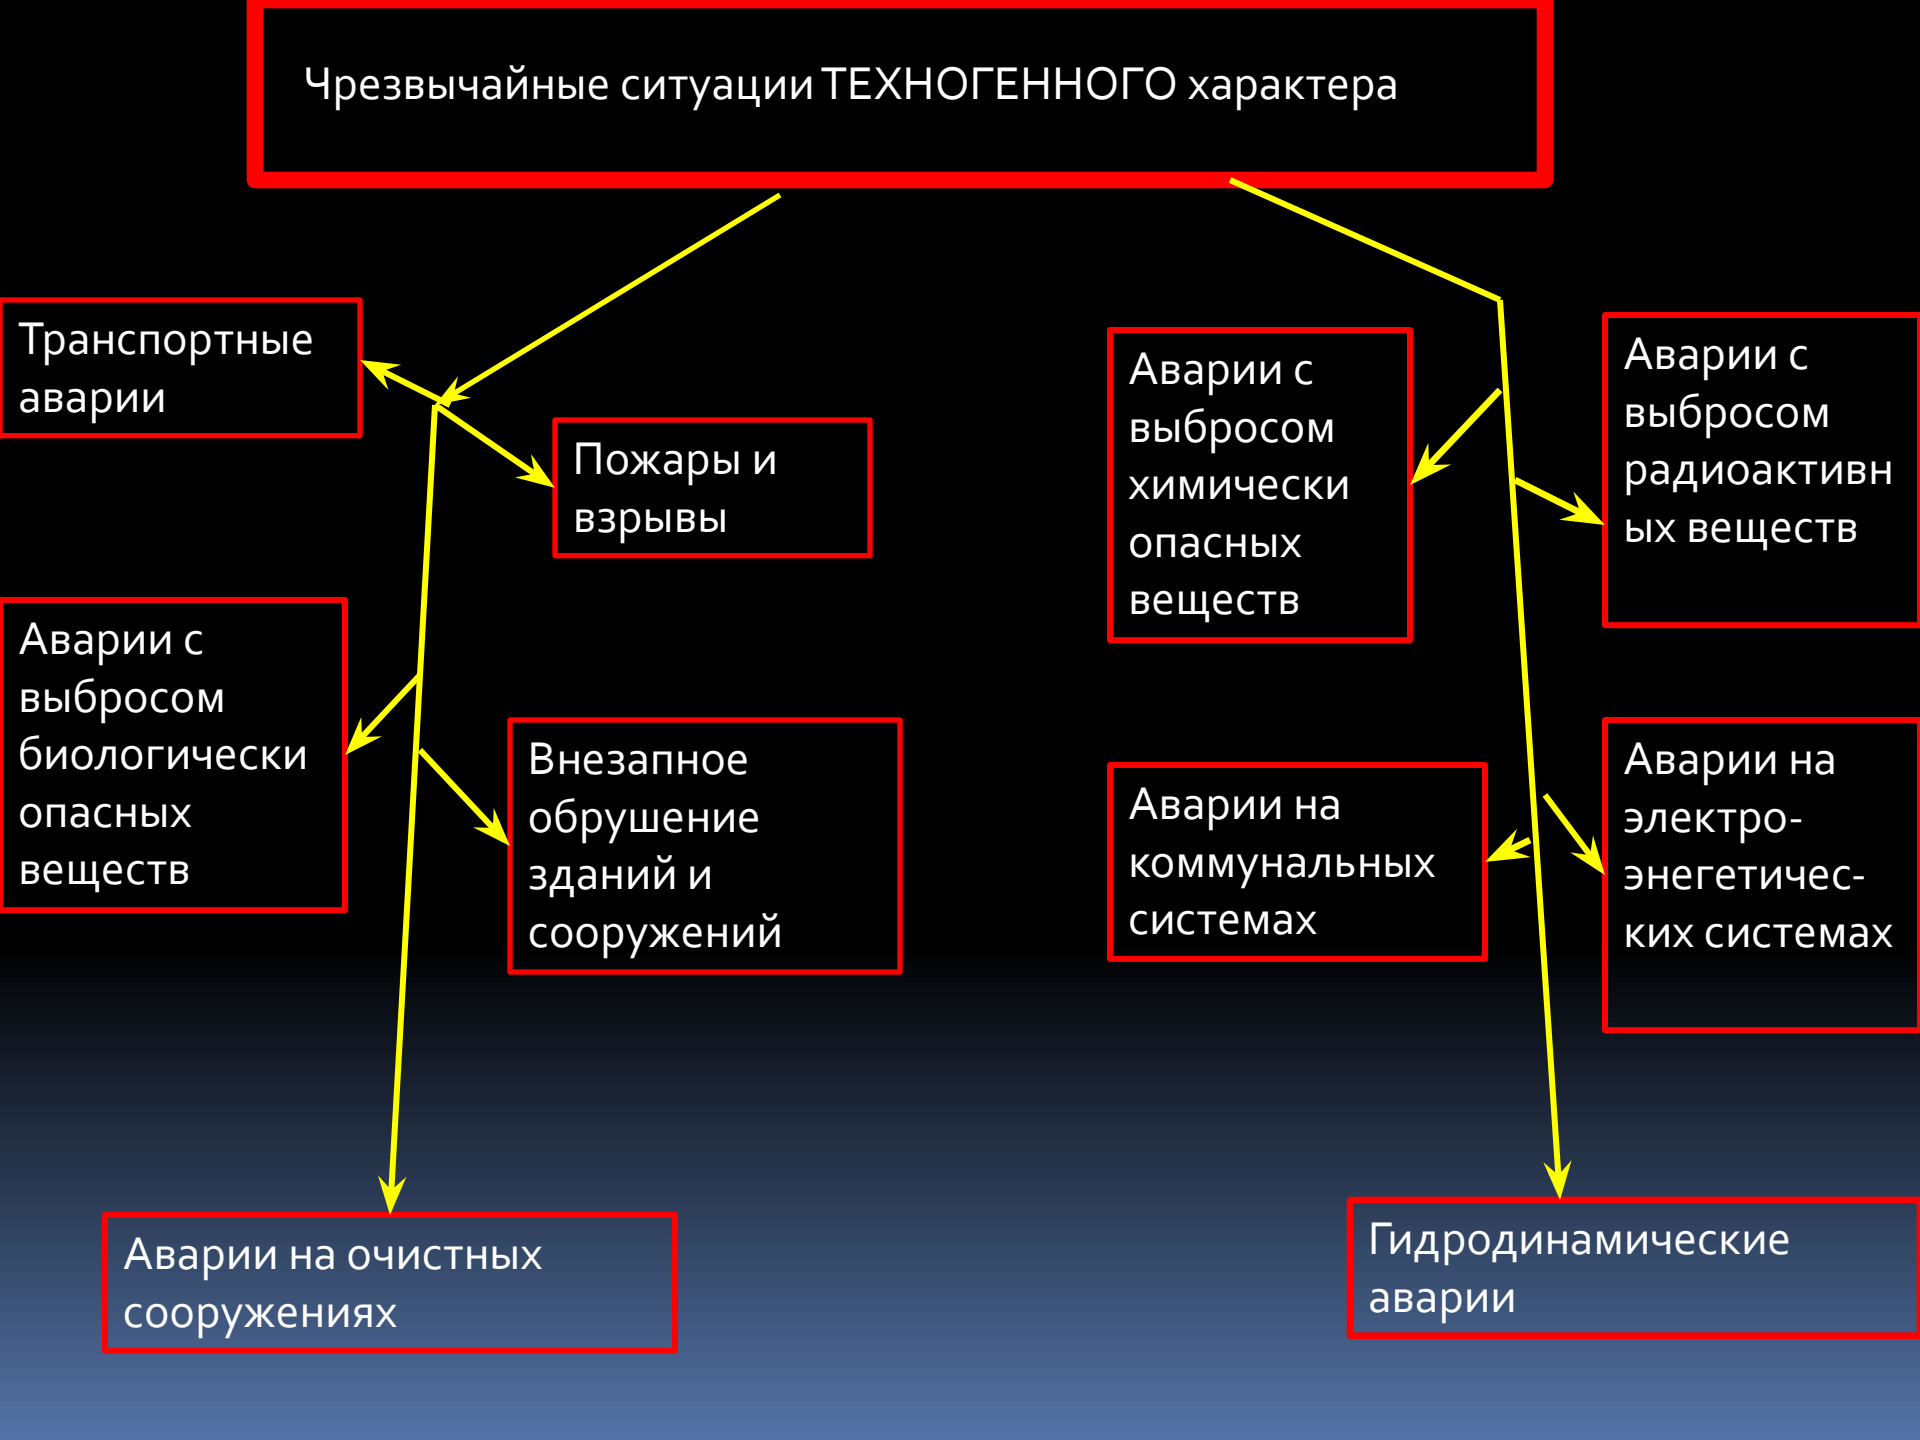 Чрезвычайные ситуации ТЕХНОГЕННОГО характера
Транспортные
аварии
Пожары и
взрывы
Аварии с
выбросом
биологически
опасных
веществ
Внезапное
обрушение
зданий и
сооружений
Аварии на очистных
сооружениях
Аварии с
выбросом
химически
опасных
веществ
Аварии с
выбросом
радиоактивн
ых веществ
Аварии на
коммунальных
системах
Аварии на
электро-
энегетичес-
ких системах
Гидродинамические
аварии